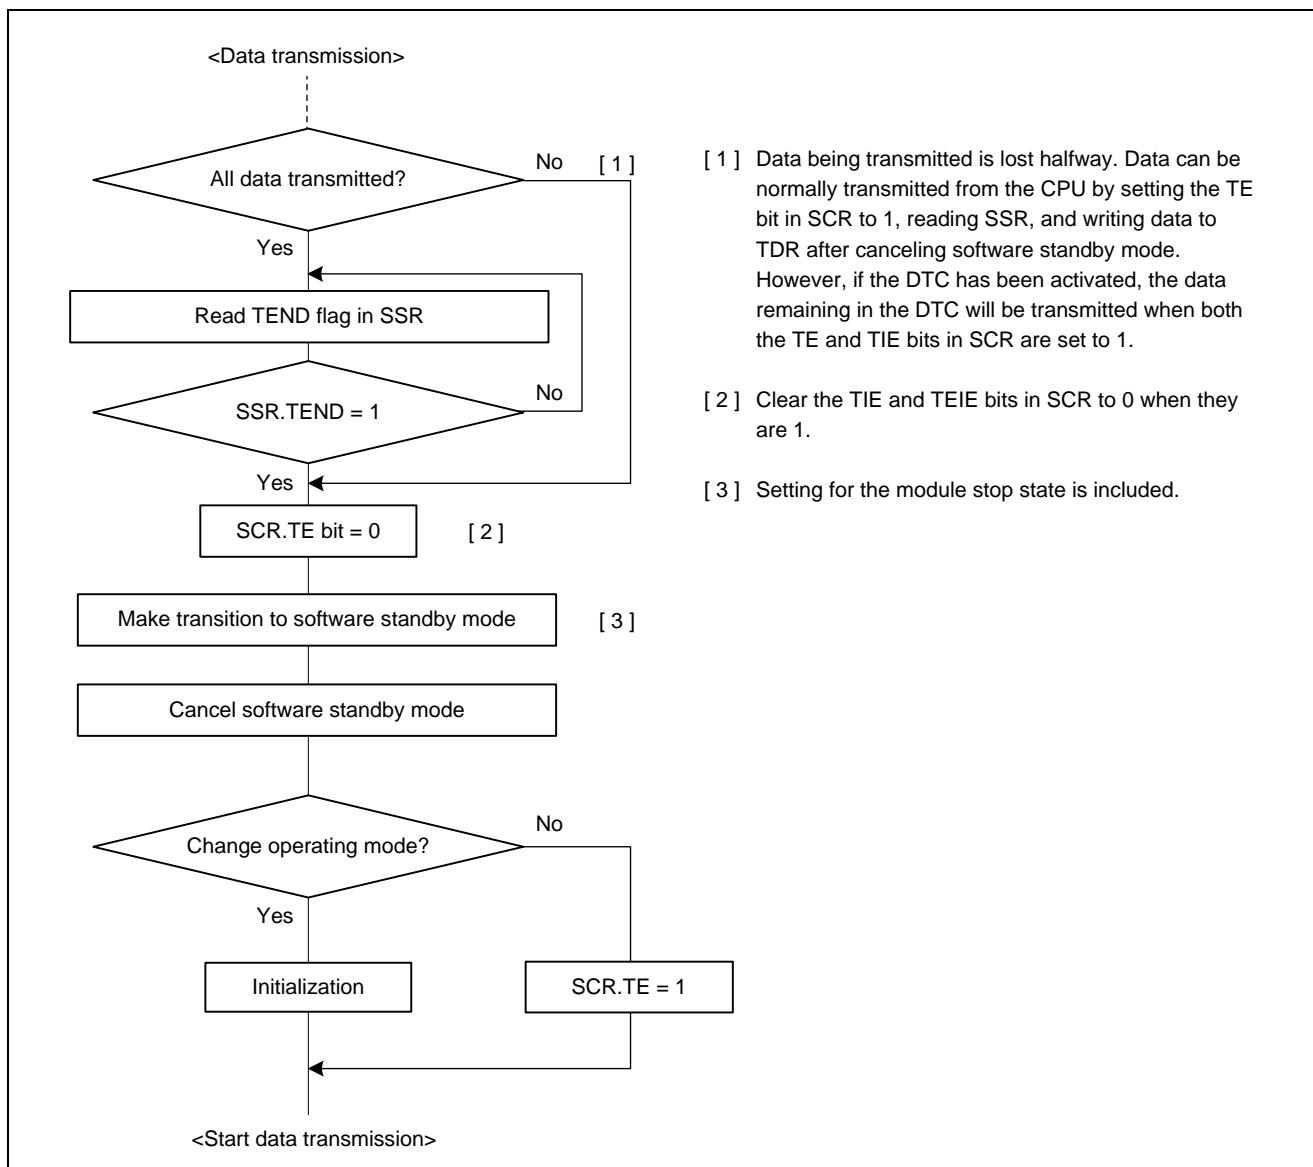 <Data transmission>
All data transmitted?
No
[ 1 ]
Yes
Read TEND flag in SSR
SSR.TEND = 1
No
Yes
SCR.TE bit = 0
[ 2 ]
Make transition to software standby mode
[ 3 ]
Cancel software standby mode
Change operating mode?
No
Yes
Initialization
SCR.TE = 1
<Start data transmission>
[ 1 ] Data being transmitted is lost halfway. Data can be
normally transmitted from the CPU by setting the TE
bit in SCR to 1, reading SSR, and writing data to
TDR after canceling software standby mode.
However, if the DTC has been activated, the data
remaining in the DTC will be transmitted when both
the TE and TIE bits in SCR are set to 1.
[ 2 ] Clear the TIE and TEIE bits in SCR to 0 when they
are 1.
[ 3 ] Setting for the module stop state is included.